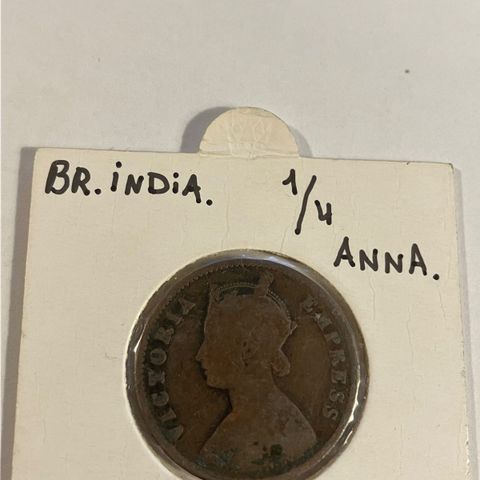 BR. iNDiA. 1/4
ANNA.
VICTORIA EMPRESS